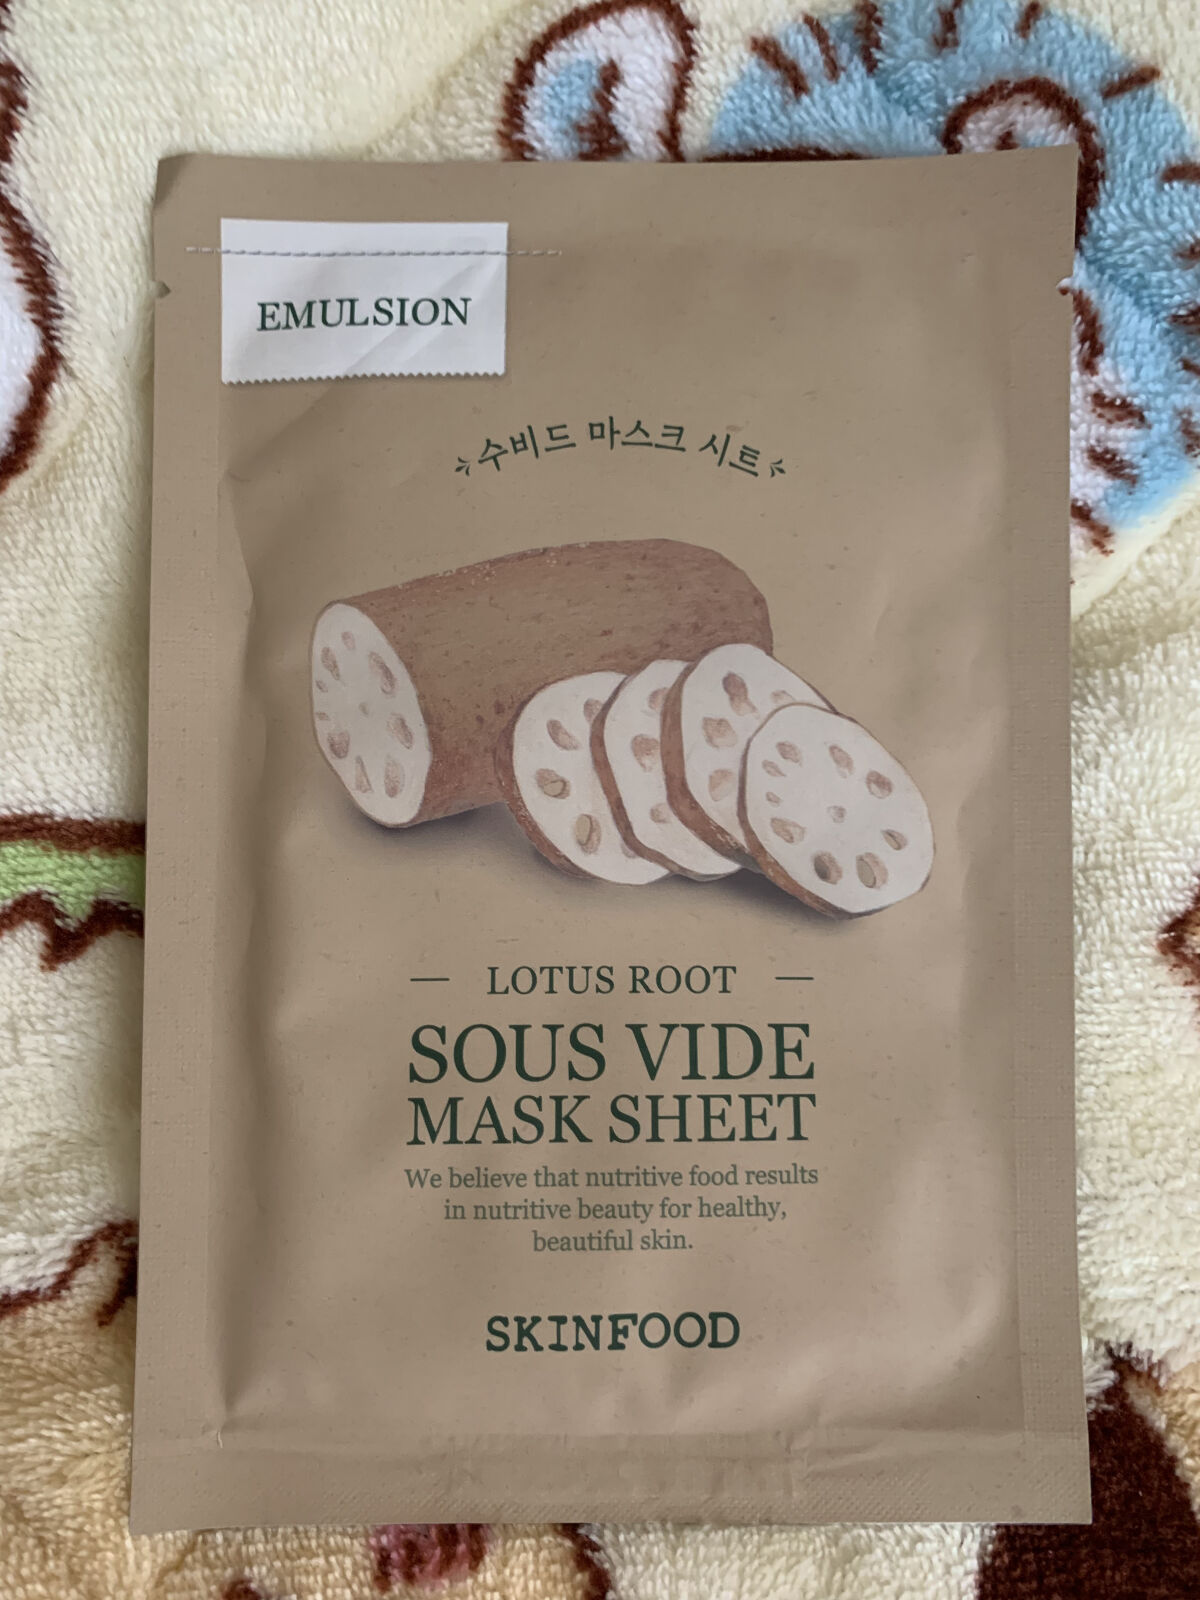 EMULSION
수비드 마스크 시트
LOTUS ROOT
SOUS VIDE
MASK SHEET
We believe that nutritive food results
in nutritive beauty for healthy,
beautiful skin.
SKINFOOD